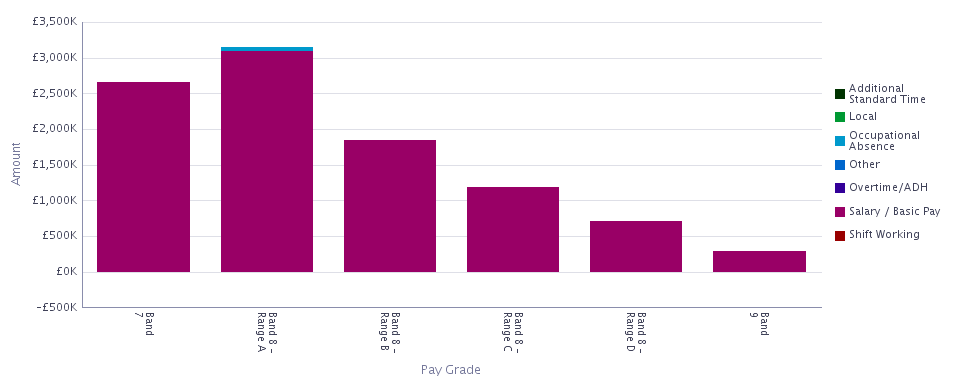 £3,500K
£3,000K
£2,500K
£2,000K
£1,500K
£1,000K
£500K
£0K
-£500K
Amount
Band
7
Band 8 -
Range A
Band 8 -
Range B
Band 8 -
Range C
Band 8 -
Range D
Band
9
Pay Grade
Additional
Standard Time
Local
Occupational
Absence
Other
Overtime/ADH
Salary / Basic Pay
Shift Working